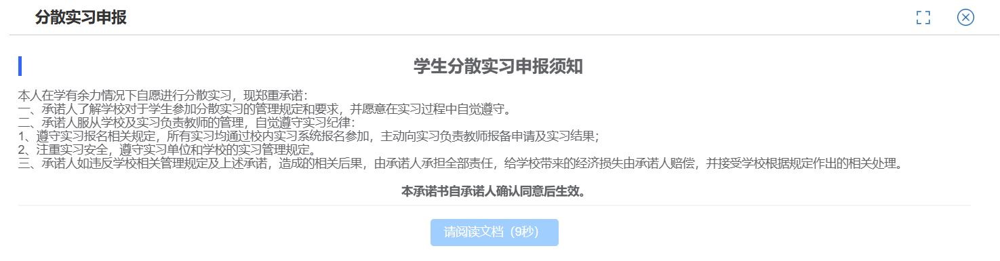 分散实习申报
学生分散实习申报须知
本人在学有余力情况下自愿进行分散实习，现郑重承诺：
一、承诺人了解学校对于学生参加分散实习的管理规定和要求，并愿意在实习过程中自觉遵守。
二、承诺人服从学校及实习负责教师的管理，自觉遵守实习纪律：
1、遵守实习报名相关规定，所有实习均通过校内实习系统报名参加，主动向实习负责教师报备申请及实习结果；
2、注重实习安全，遵守实习单位和学校的实习管理规定。
三、承诺人如违反学校相关管理规定及上述承诺，造成的相关后果，由承诺人承担全部责任，给学校带来的经济损失由承诺人赔偿，并接受学校根据规定作出的相关处理。
本承诺书自承诺人确认同意后生效。
请阅读文档（9秒）